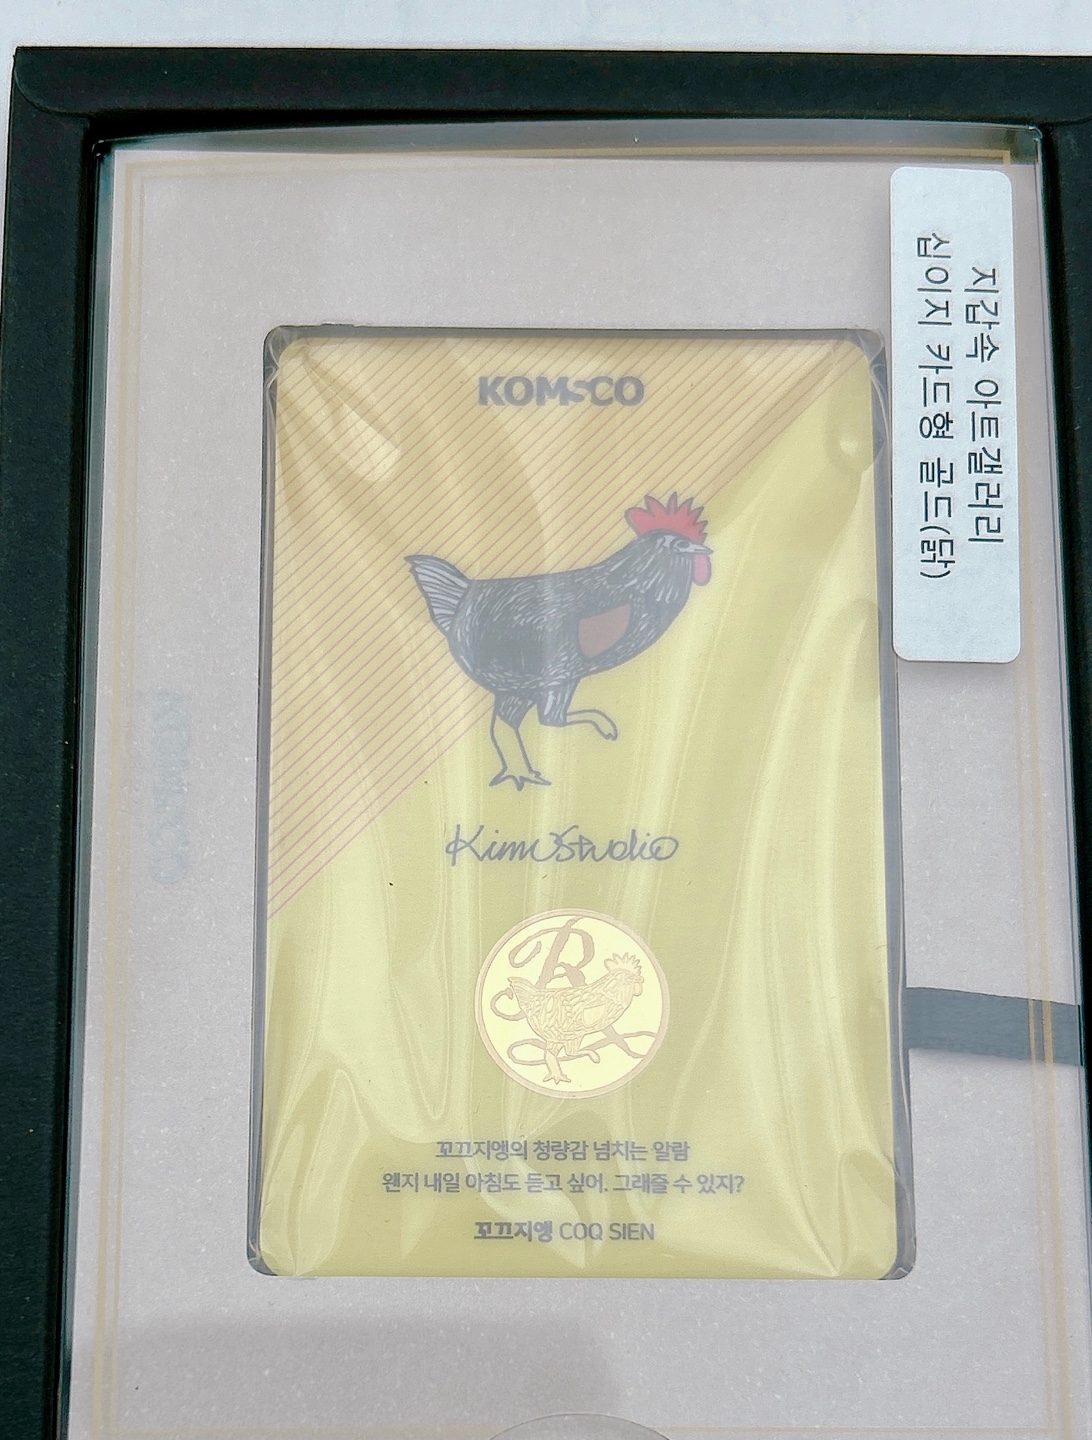 KOMSCO
Kim Studio
R
꼬끄지앵의 청량감 넘치는 알람
왠지 내일 아침도 듣고 싶어. 그래줄 수 있지?
꼬끄지앵 COQ SIEN
지갑속 아트갤러리
십이지 카드형 골드(닭)